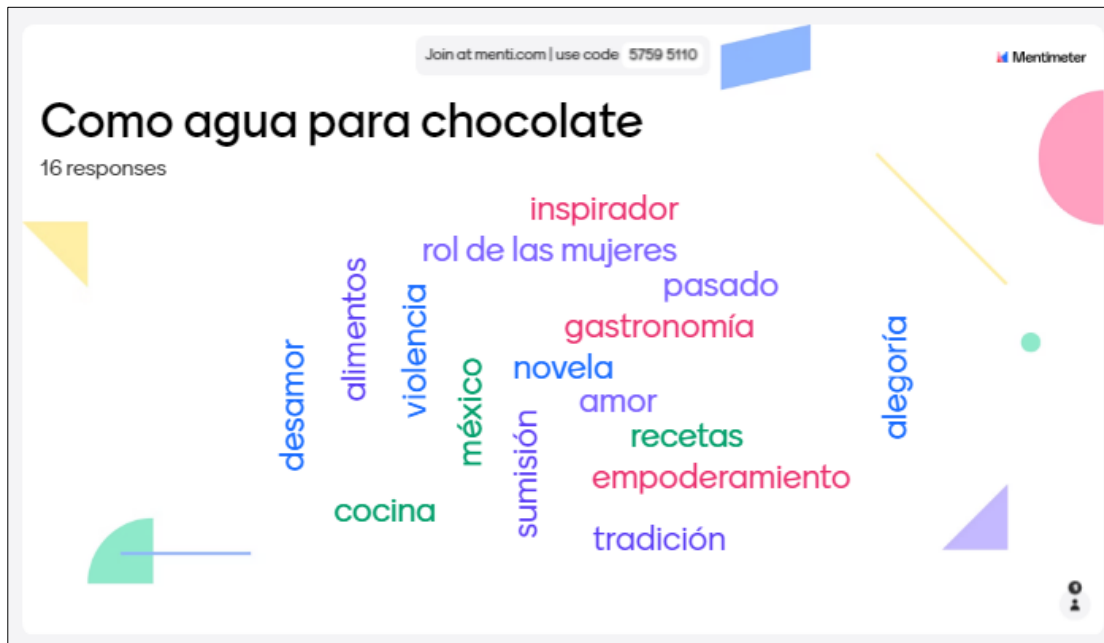 Join at menti.com | use code 5759 5110
Mentimeter
Como agua para chocolate
16 responses
inspirador
rol de las mujeres
pasado
gastronomía
novela
amor
recetas
empoderamiento
tradición
alimentos
violencia
desamor
méxico
sumisión
cocina
alegoría